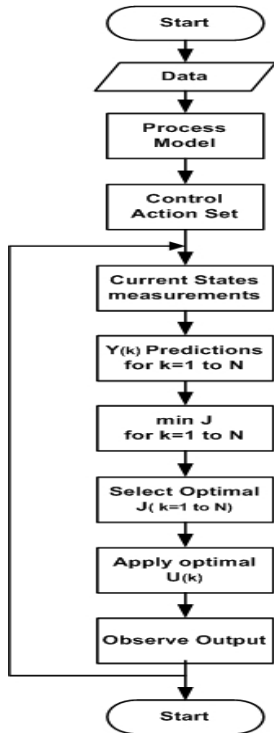 Start
Data
Process
Model
Control
Action Set
Current States
measurements
Y(k) Predictions
for k=1 to N
min J
for k=1 to N
Select Optimal
J( k=1 to N)
Apply optimal
U(k)
Observe Output
Start